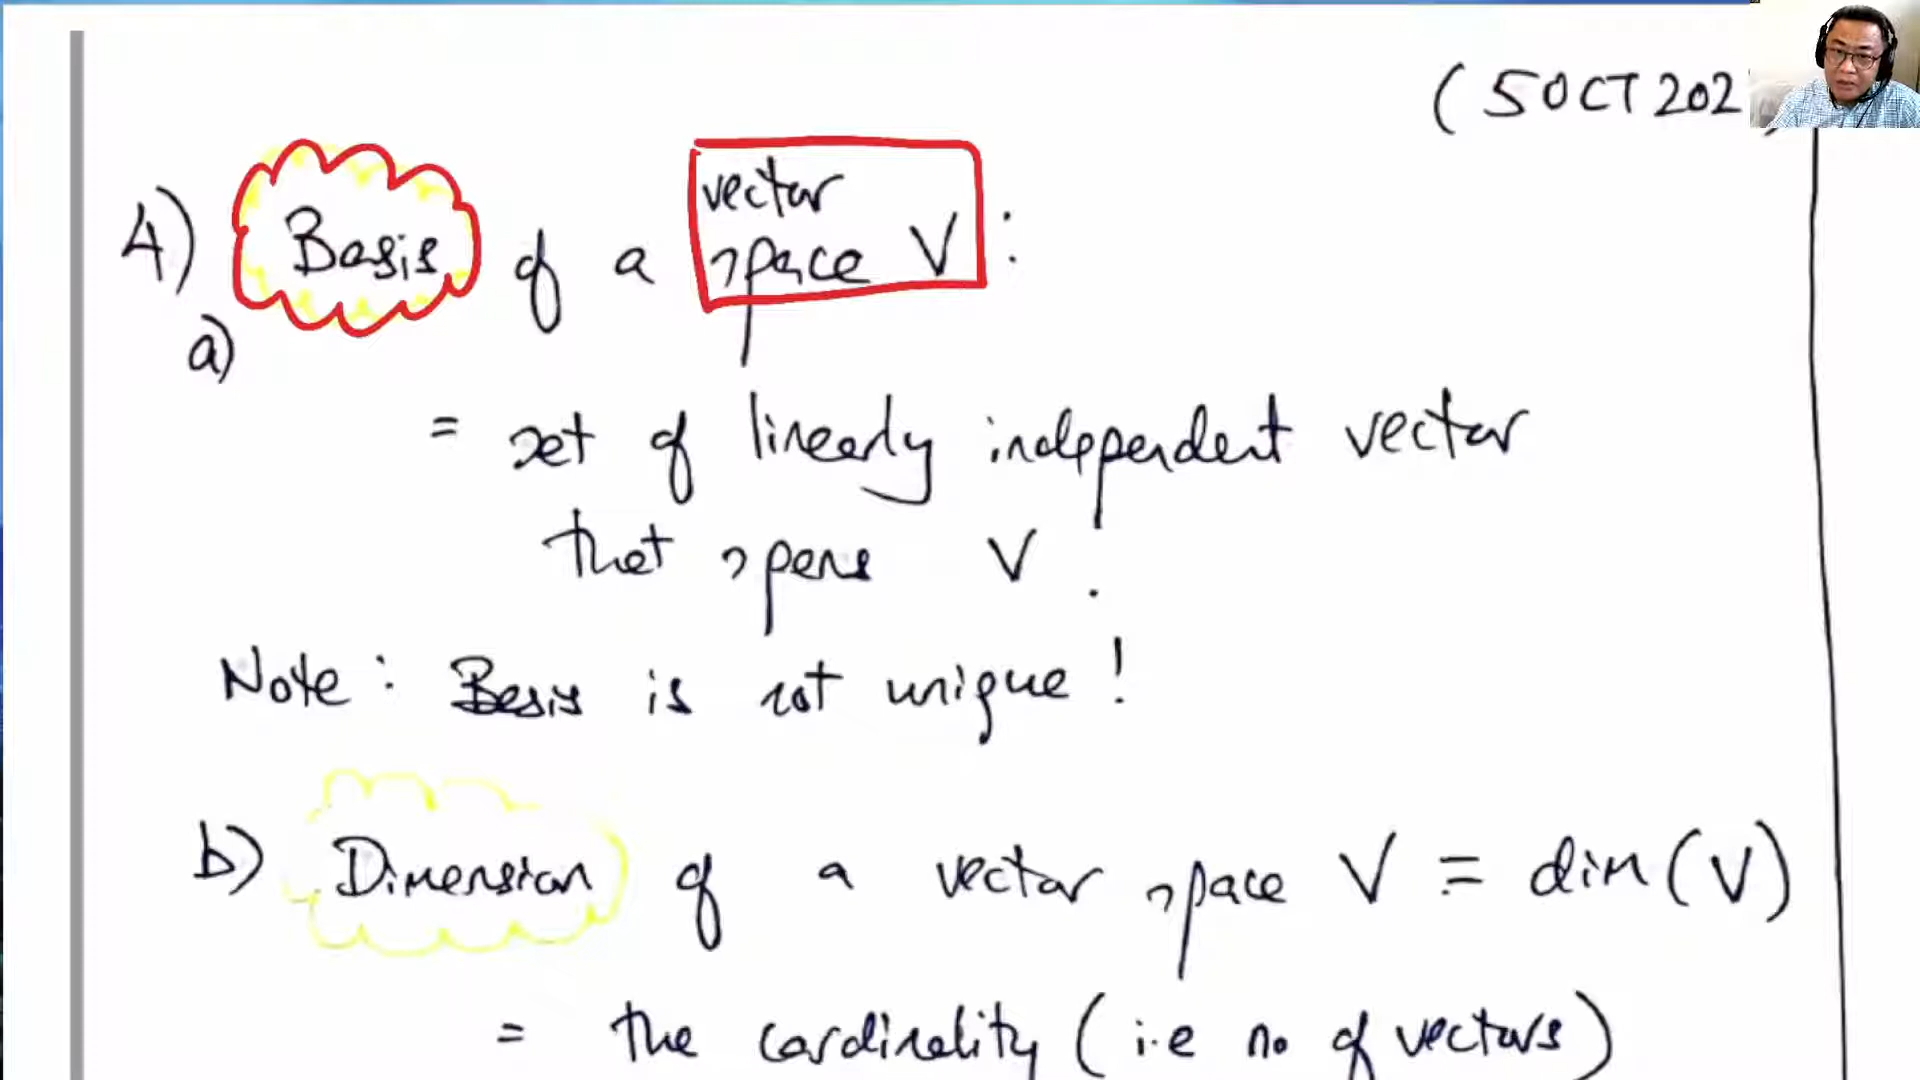 (5 OCT 202
4) Basis of a vector space V :
a)
= set of linearly independent vector
that spans V .
Note : Basis is not unique !
b) Dimension of a vector space V = dim(V)
= the cardinality (i.e no of vectors)